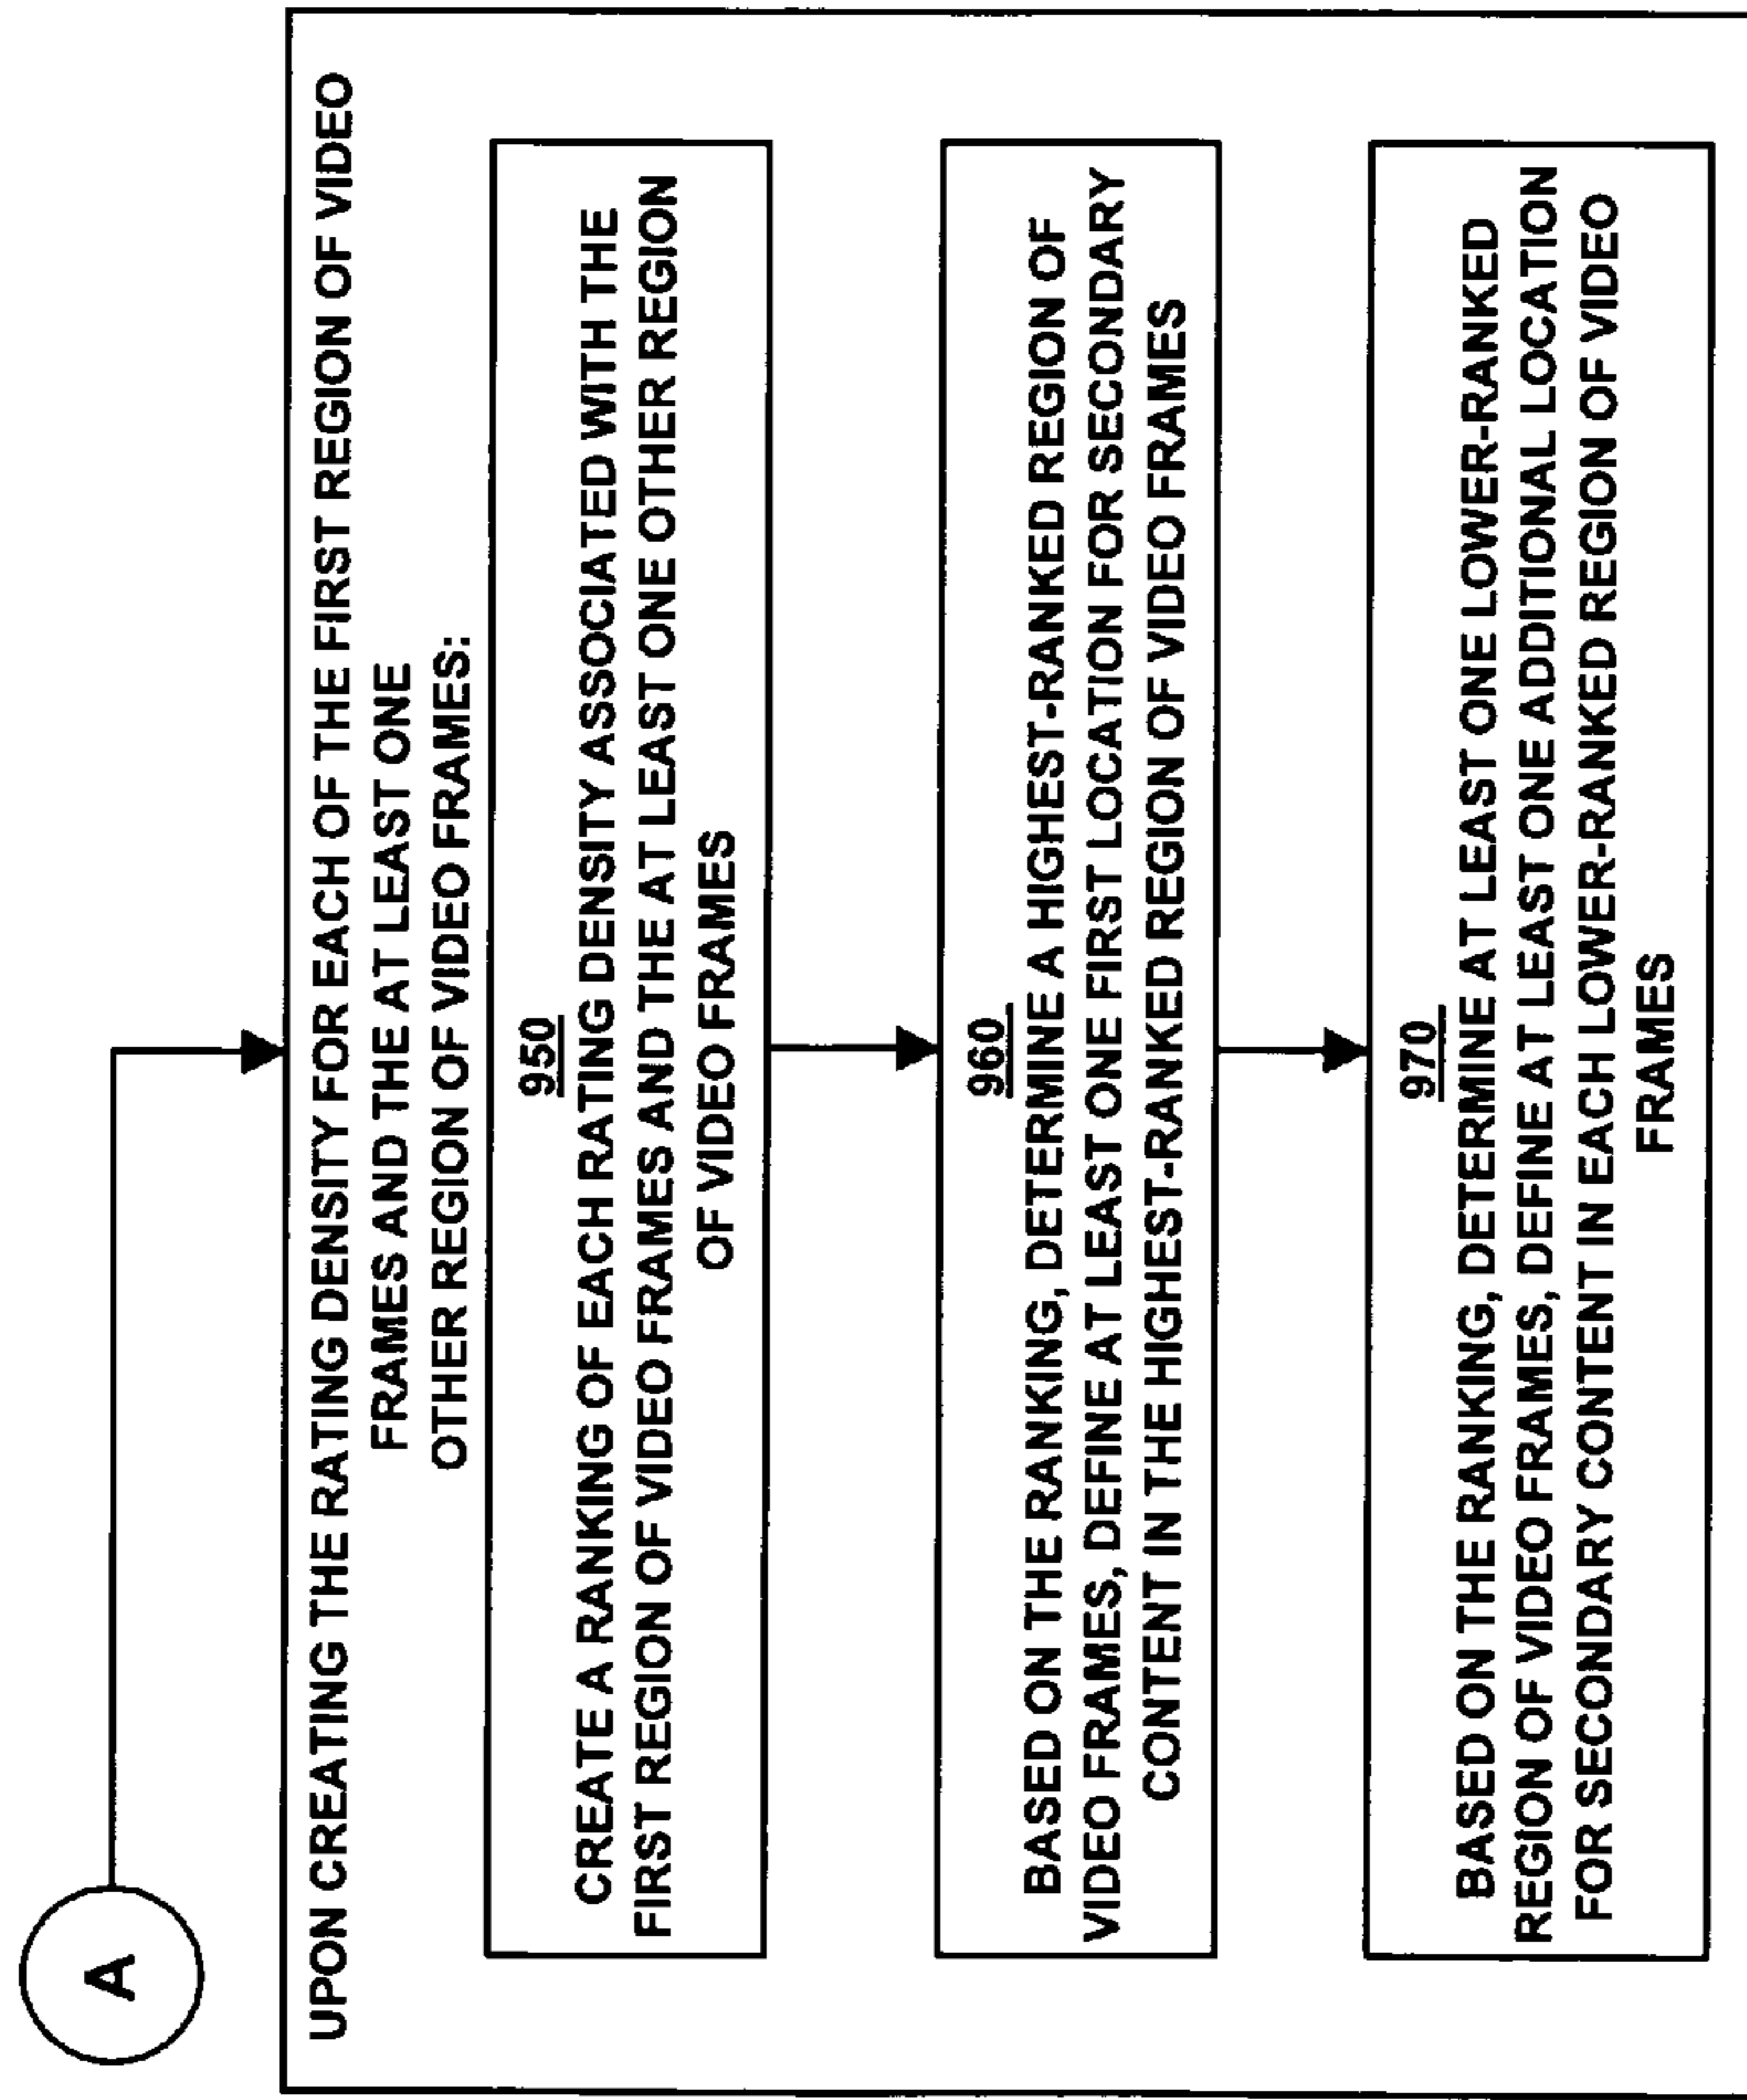 A
UPON CREATING THE RATING DENSITY FOR EACH OF THE FIRST REGION OF VIDEO
FRAMES AND THE AT LEAST ONE
OTHER REGION OF VIDEO FRAMES:
950
CREATE A RANKING OF EACH RATING DENSITY ASSOCIATED WITH THE
FIRST REGION OF VIDEO FRAMES AND THE AT LEAST ONE OTHER REGION
OF VIDEO FRAMES
960
BASED ON THE RANKING, DETERMINE A HIGHEST-RANKED REGION OF
VIDEO FRAMES, DEFINE AT LEAST ONE FIRST LOCATION FOR SECONDARY
CONTENT IN THE HIGHEST-RANKED REGION OF VIDEO FRAMES
970
BASED ON THE RANKING, DETERMINE AT LEAST ONE LOWER-RANKED
REGION OF VIDEO FRAMES, DEFINE AT LEAST ONE ADDITIONAL LOCATION
FOR SECONDARY CONTENT IN EACH LOWER-RANKED REGION OF VIDEO
FRAMES